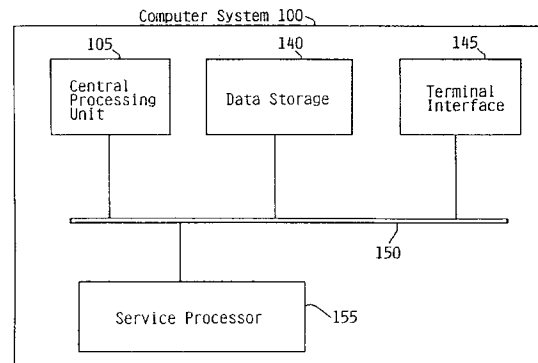 Computer System 100
105
140
145
Central
Processing
Unit
Data Storage
Terminal
Interface
150
Service Processor
155